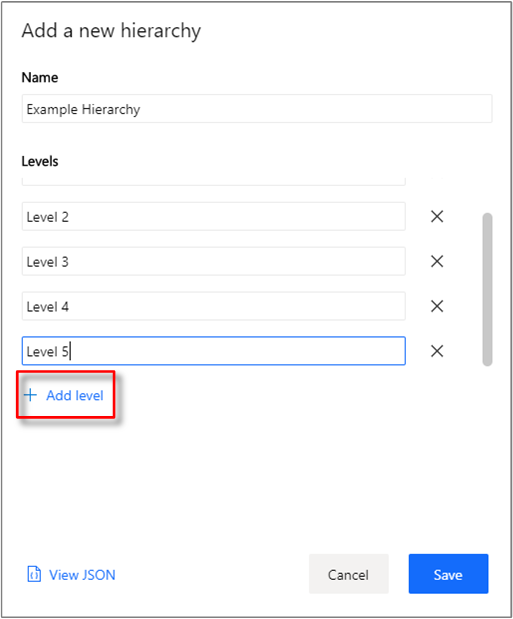 Add a new hierarchy
Name
Example Hierarchy
Levels
Level 2
Level 3
Level 4
Level 5
Add level
View JSON
Cancel
Save